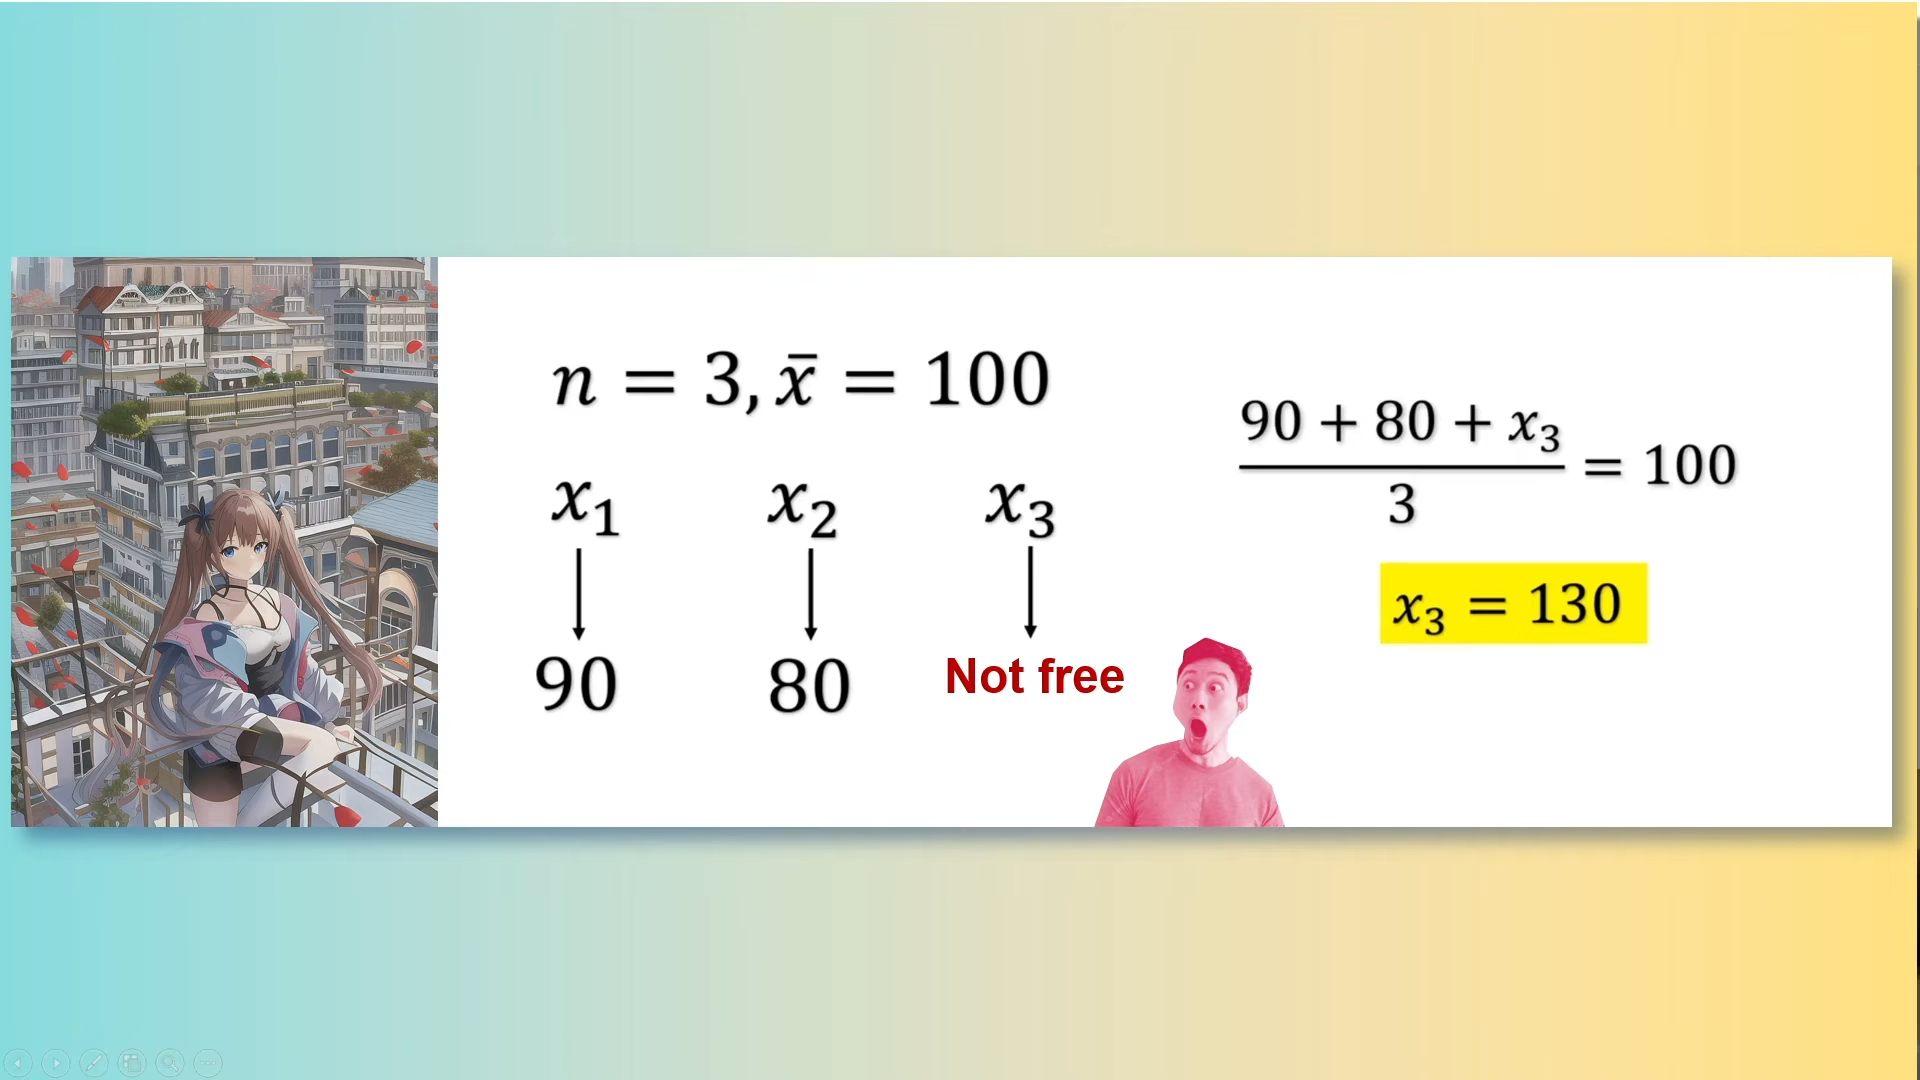 n = 3, x̄ = 100
x₁ x₂ x₃
90 80 Not free
90 + 80 + x₃
3
= 100
x₃ = 130